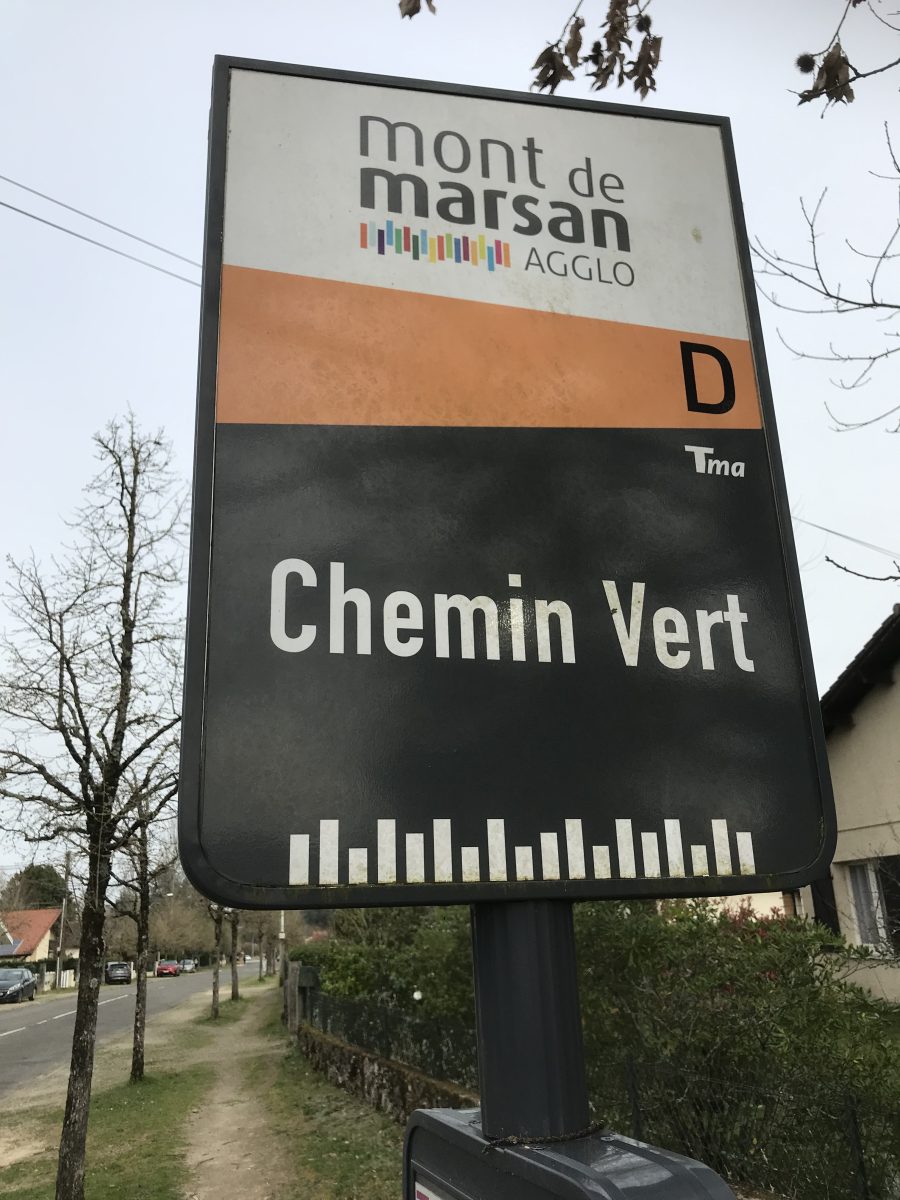 mont de
marsan
AGGLO
D
Tma
Chemin Vert